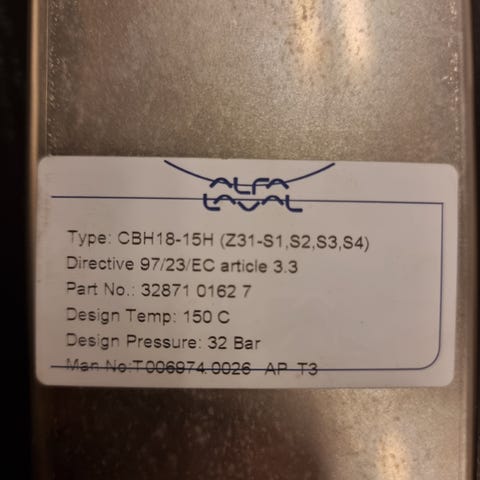 ALFA
LAVAL
Type: CBH18-15H (Z31-S1,S2,S3,S4)
Directive 97/23/EC article 3.3
Part No.: 32871 0162 7
Design Temp: 150 C
Design Pressure: 32 Bar
Man No:T006974 0026 AP T3